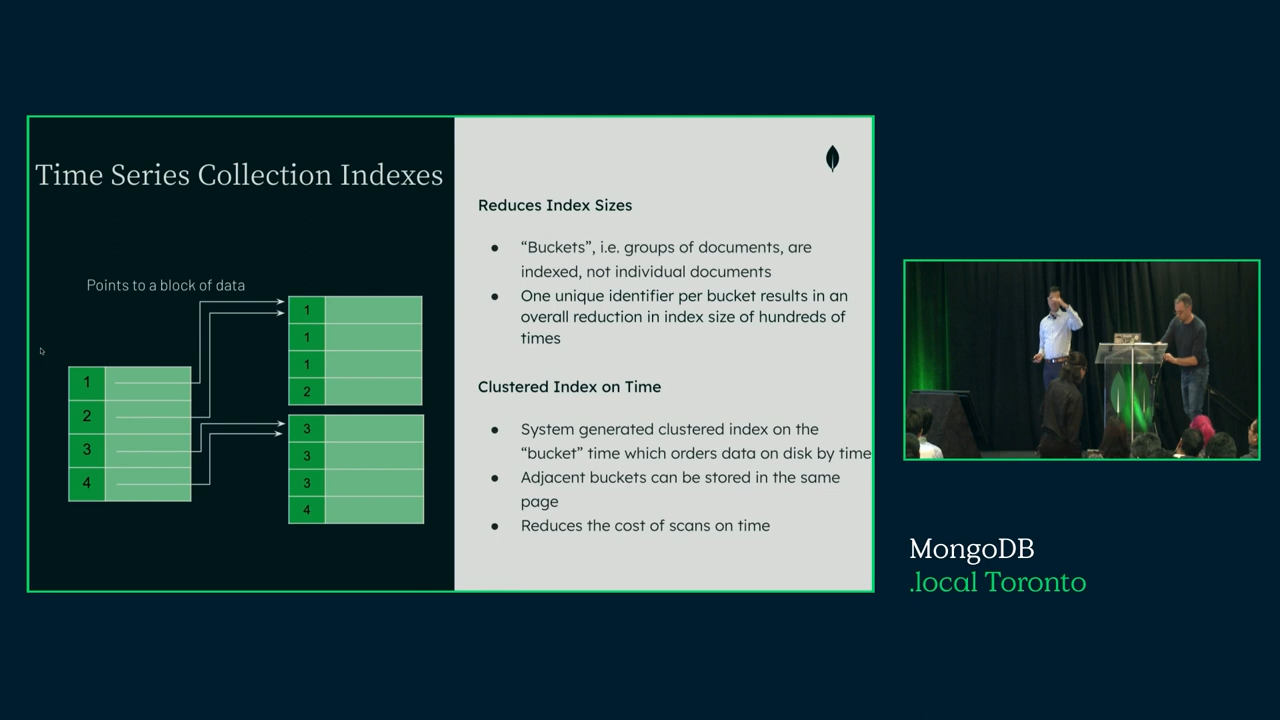 Time Series Collection Indexes
Points to a block of data
1
2
3
4
1
1
1
2
3
3
3
4
Reduces Index Sizes
● “Buckets”, i.e. groups of documents, are
indexed, not individual documents
● One unique identifier per bucket results in an
overall reduction in index size of hundreds of
times
Clustered Index on Time
● System generated clustered index on the
“bucket” time which orders data on disk by time
● Adjacent buckets can be stored in the same
page
● Reduces the cost of scans on time
MongoDB
.local Toronto